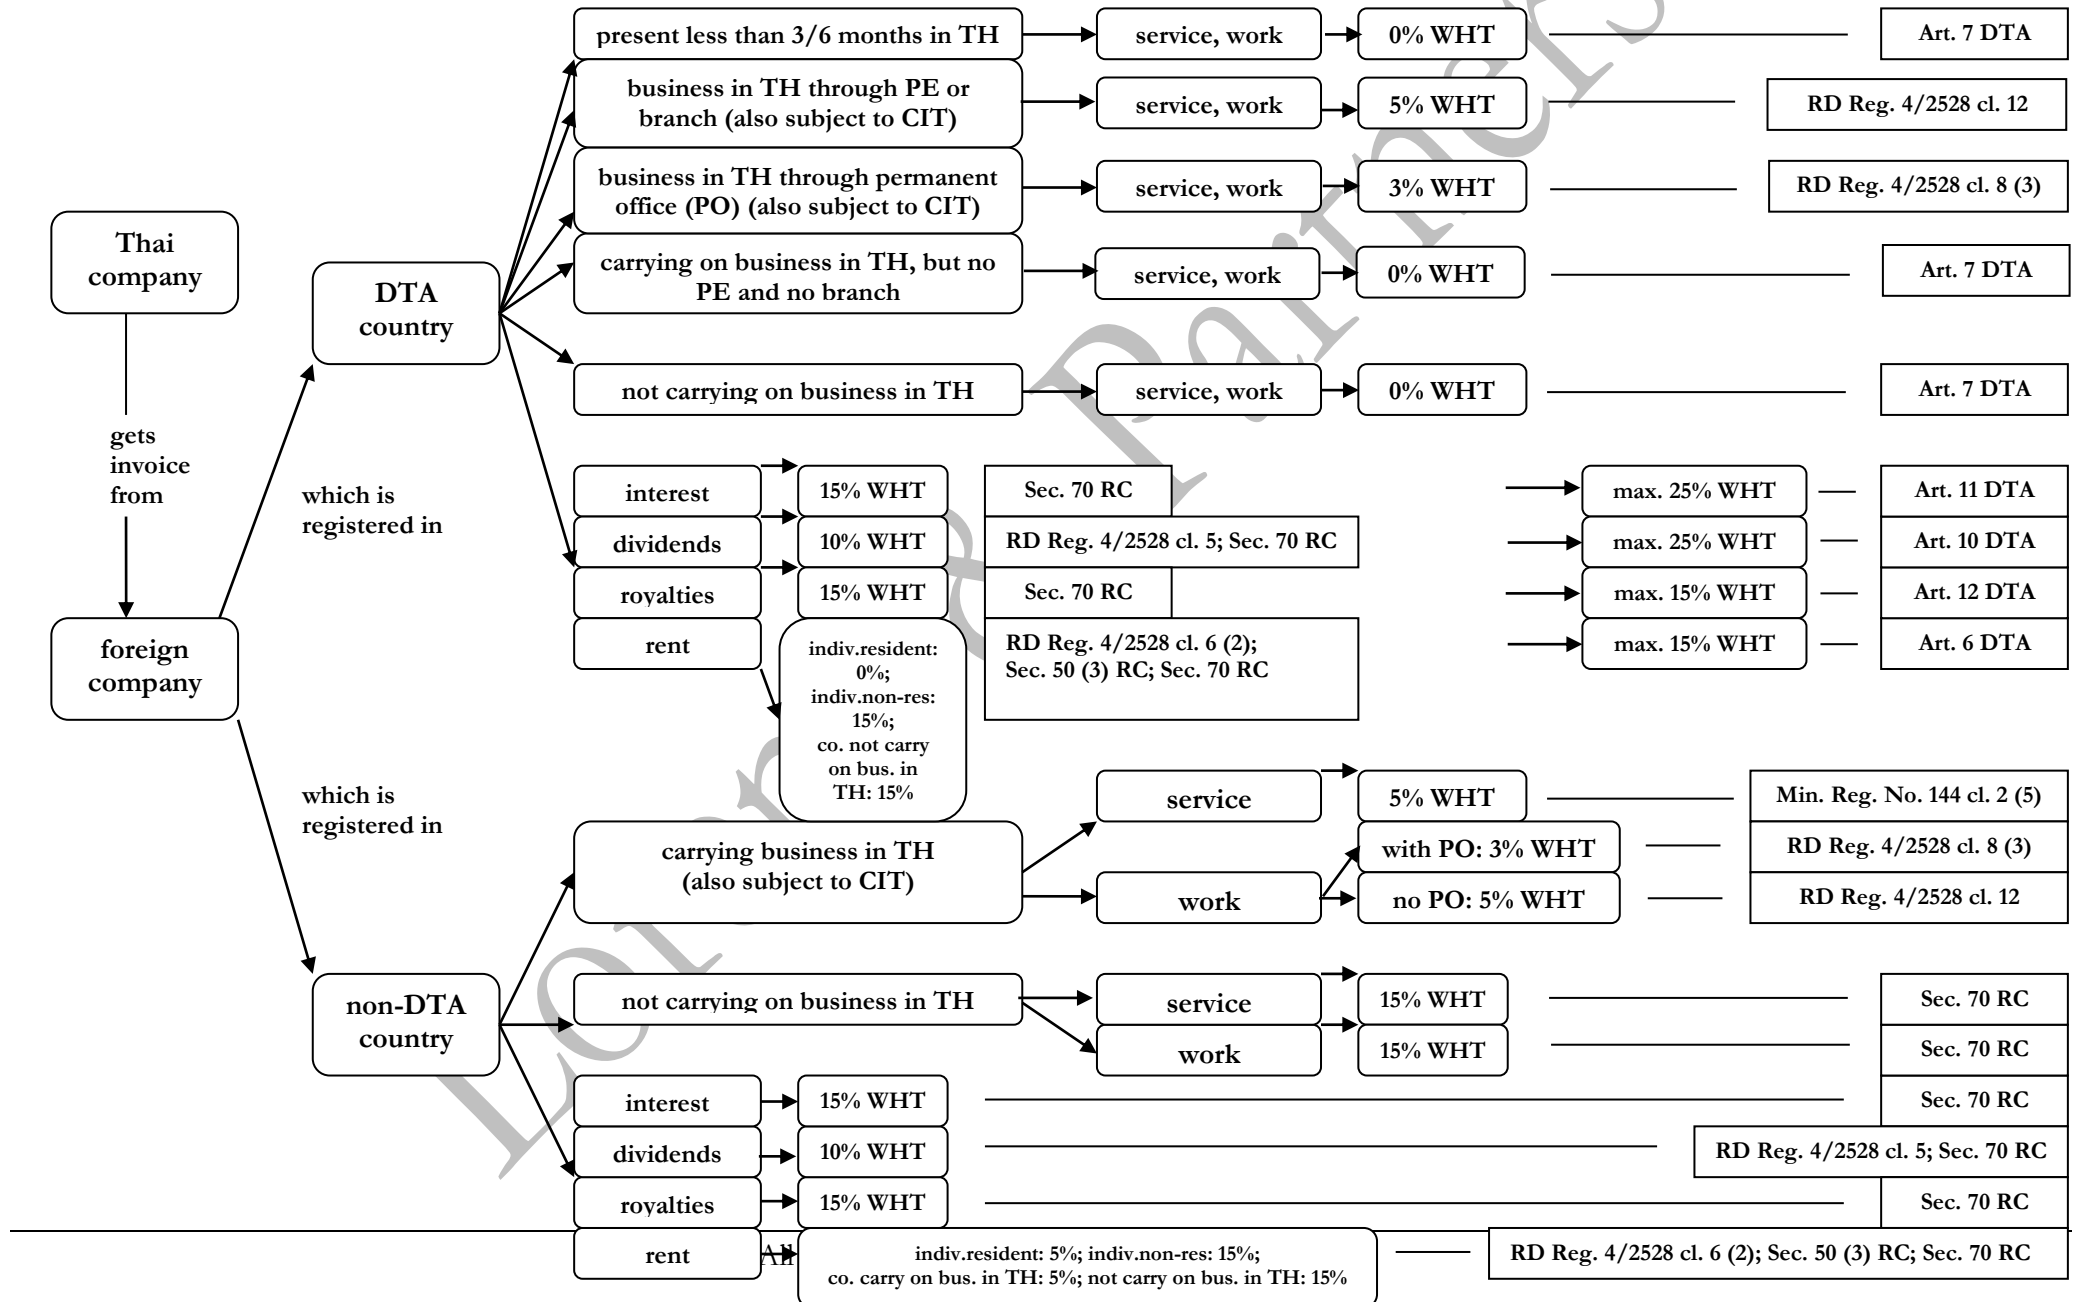 present less than 3/6 months in TH
service, work
0% WHT
Art. 7 DTA
business in TH through PE or
branch (also subject to CIT)
service, work
5% WHT
RD Reg. 4/2528 cl. 12
business in TH through permanent
office (PO) (also subject to CIT)
service, work
3% WHT
RD Reg. 4/2528 cl. 8 (3)
Thai
company
DTA
country
carrying on business in TH, but no
PE and no branch
service, work
0% WHT
Art. 7 DTA
not carrying on business in TH
service, work
0% WHT
Art. 7 DTA
gets
invoice
from
which is
registered in
interest
15% WHT
Sec. 70 RC
max. 25% WHT
Art. 11 DTA
dividends
10% WHT
RD Reg. 4/2528 cl. 5; Sec. 70 RC
max. 25% WHT
Art. 10 DTA
royalties
15% WHT
Sec. 70 RC
max. 15% WHT
Art. 12 DTA
foreign
company
rent
indiv.resident:
0%;
indiv.non-res:
15%;
co. not carry
on bus. in
TH: 15%
RD Reg. 4/2528 cl. 6 (2);
Sec. 50 (3) RC; Sec. 70 RC
max. 15% WHT
Art. 6 DTA
which is
registered in
carrying business in TH
(also subject to CIT)
service
5% WHT
Min. Reg. No. 144 cl. 2 (5)
with PO: 3% WHT
RD Reg. 4/2528 cl. 8 (3)
work
no PO: 5% WHT
RD Reg. 4/2528 cl. 12
non-DTA
country
not carrying on business in TH
service
15% WHT
Sec. 70 RC
work
15% WHT
Sec. 70 RC
interest
15% WHT
Sec. 70 RC
dividends
10% WHT
RD Reg. 4/2528 cl. 5; Sec. 70 RC
royalties
15% WHT
Sec. 70 RC
rent
All
indiv.resident: 5%; indiv.non-res: 15%;
co. carry on bus. in TH: 5%; not carry on bus. in TH: 15%
RD Reg. 4/2528 cl. 6 (2); Sec. 50 (3) RC; Sec. 70 RC
& Partners